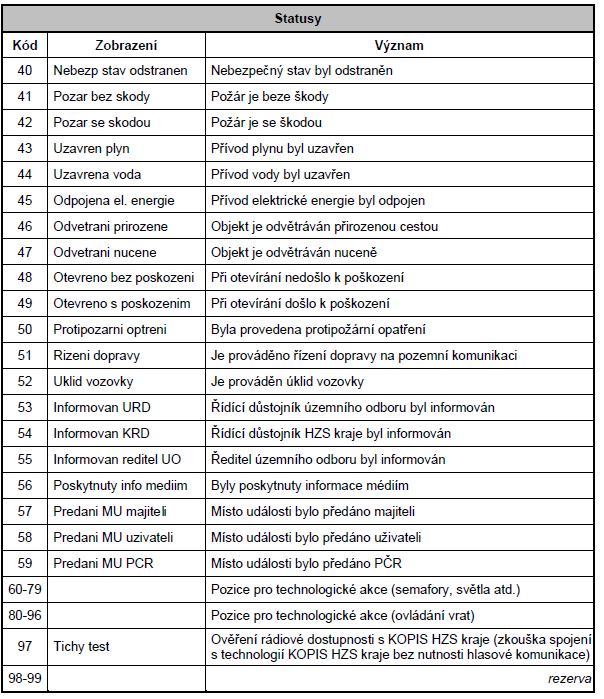 Statusy
Kód Zobrazení Význam
40 Nebezp stav odstranen Nebezpečný stav byl odstraněn
41 Pozar bez skody Požár je beze škody
42 Pozar se skodou Požár je se škodou
43 Uzavren plyn Přívod plynu byl uzavřen
44 Uzavrena voda Přívod vody byl uzavřen
45 Odpojena el. energie Přívod elektrické energie byl odpojen
46 Odvetrani prirozene Objekt je odvětráván přirozenou cestou
47 Odvetrani nucene Objekt je odvětráván nuceně
48 Otevreno bez poskozeni Při otevírání nedošlo k poškození
49 Otevreno s poskozenim Při otevírání došlo k poškození
50 Protipozarni optreni Byla provedena protipožární opatření
51 Rizeni dopravy Je prováděno řízení dopravy na pozemní komunikaci
52 Uklid vozovky Je prováděn úklid vozovky
53 Informovan URD Řídící důstojník územního odboru byl informován
54 Informovan KRD Řídící důstojník HZS kraje byl informován
55 Informovan reditel UO Ředitel územního odboru byl informován
56 Poskytnuty info mediim Byly poskytnuty informace médiím
57 Predani MU majiteli Místo události bylo předáno majiteli
58 Predani MU uzivateli Místo události bylo předáno uživateli
59 Predani MU PCR Místo události bylo předáno PČR
60-79 Pozice pro technologické akce (semafory, světla atd.)
80-96 Pozice pro technologické akce (ovládání vrat)
97 Tichy test Ověření rádiové dostupnosti s KOPIS HZS kraje (zkouška spojení
s technologií KOPIS HZS kraje bez nutnosti hlasové komunikace)
98-99 rezerva